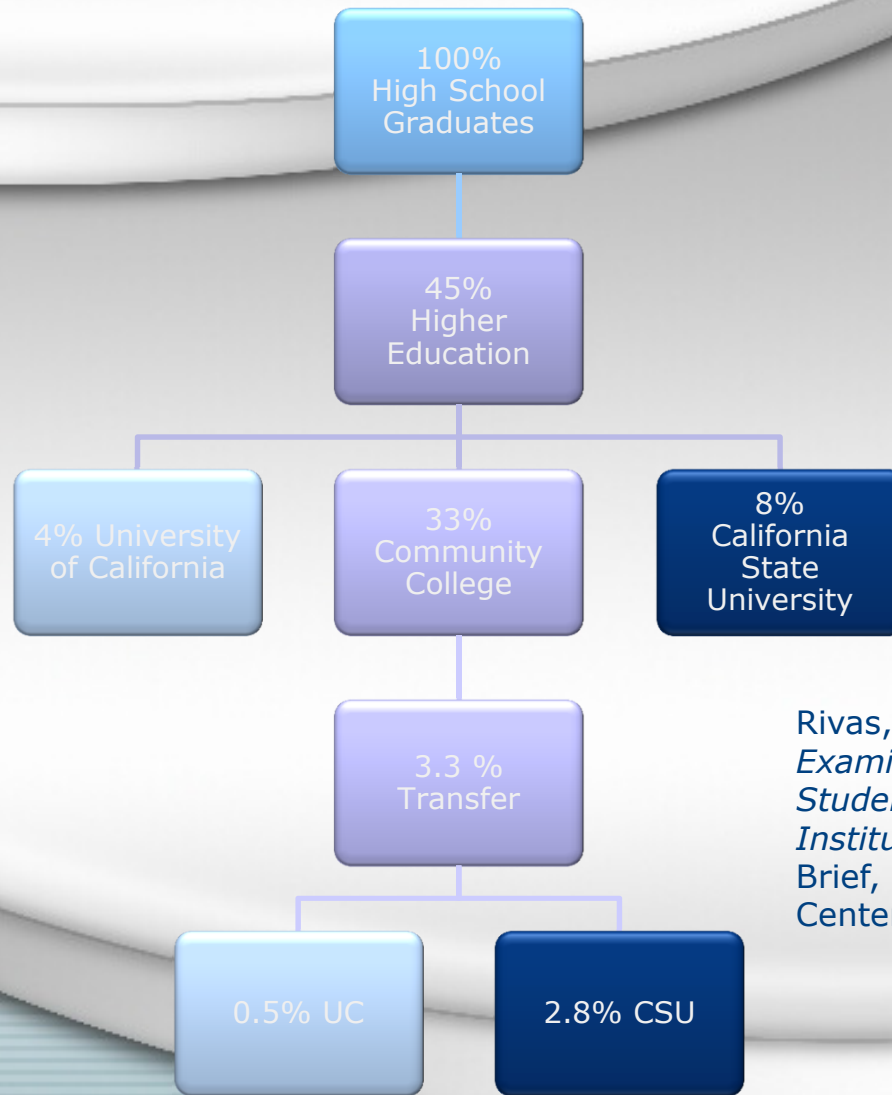 100%
High School
Graduates
45%
Higher
Education
4% University
of California
33%
Community
College
8%
California
State
University
3.3 %
Transfer
Rivas,
Brief,
0.5% UC
2.8% CSU